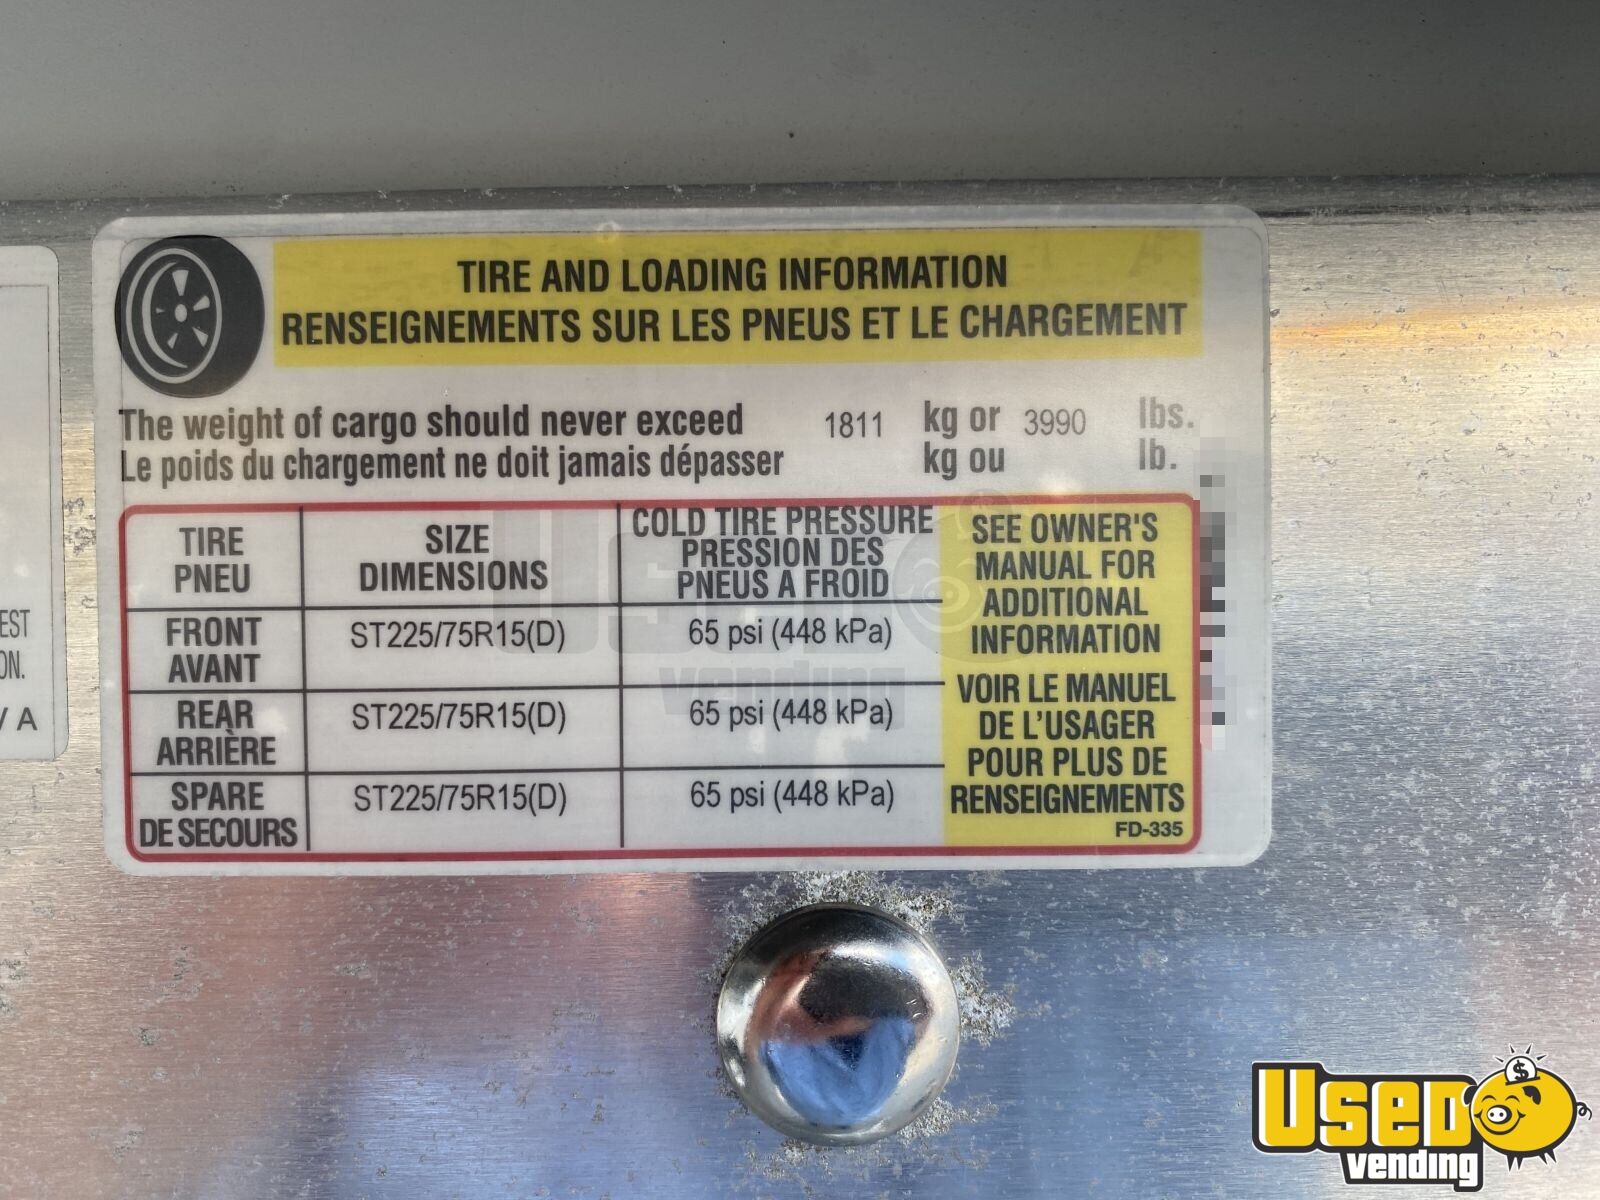 TIRE AND LOADING INFORMATION
RENSEIGNEMENTS SUR LES PNEUS ET LE CHARGEMENT
The weight of cargo should never exceed 1811 kg or 3990 lbs.
Le poids du chargement ne doit jamais dépasser kg ou lb.
TIRE
PNEU
SIZE
DIMENSIONS
COLD TIRE PRESSURE
PRESSION DES
PNEUS A FROID
FRONT
AVANT
ST225/75R15(D)
65 psi (448 kPa)
REAR
ARRIÈRE
ST225/75R15(D)
65 psi (448 kPa)
SPARE
DE SECOURS
ST225/75R15(D)
65 psi (448 kPa)
SEE OWNER'S
MANUAL FOR
ADDITIONAL
INFORMATION
VOIR LE MANUEL
DE L'USAGER
POUR PLUS DE
RENSEIGNEMENTS
FD-335
EST
ON.
/ A
USED
vending
$
USED
vending